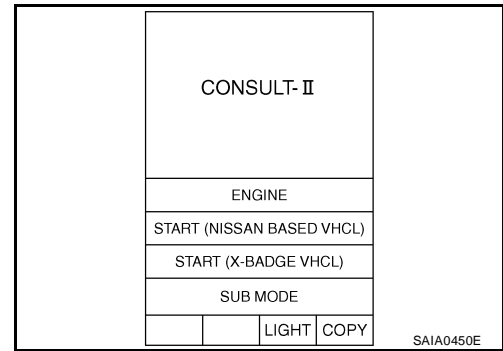 CONSULT-II
ENGINE
START (NISSAN BASED VHCL)
START (X-BADGE VHCL)
SUB MODE
LIGHT COPY
SAIA0450E